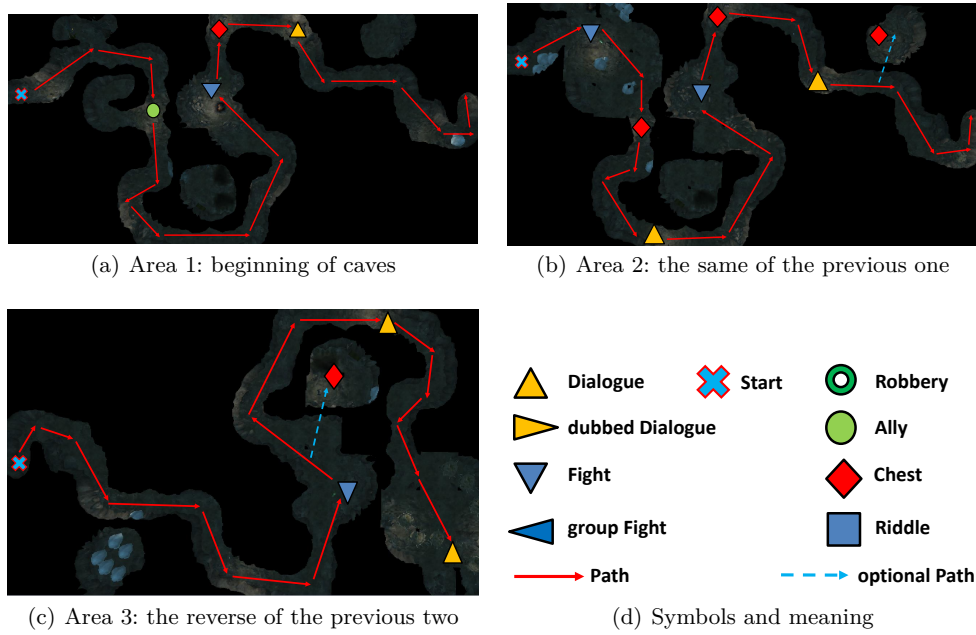 (a) Area 1: beginning of caves
(b) Area 2: the same of the previous one
(c) Area 3: the reverse of the previous two
Dialogue
Start
Robbery
dubbed Dialogue
Ally
Fight
Chest
group Fight
Riddle
Path
optional Path
(d) Symbols and meaning